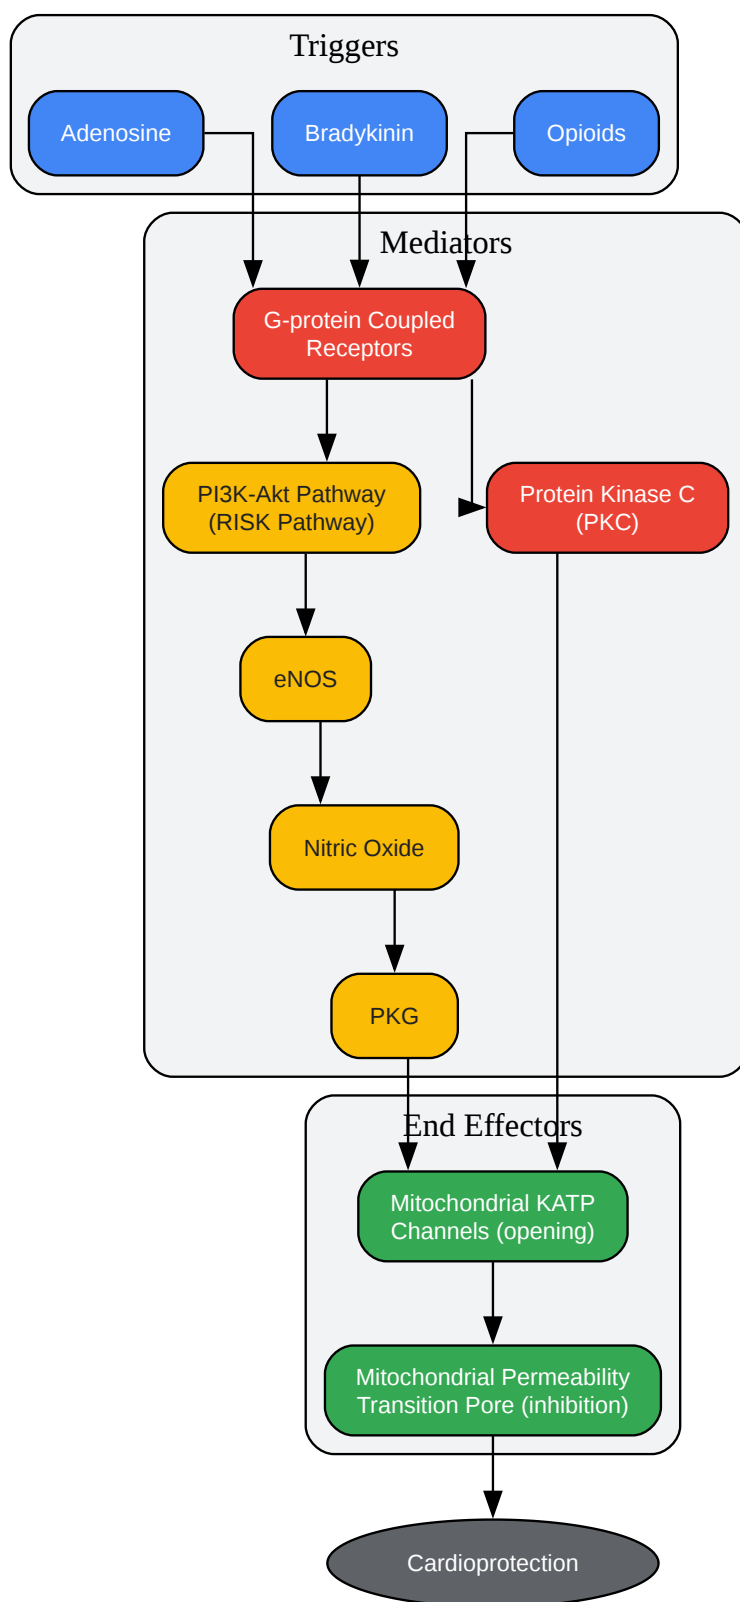 Triggers
Adenosine
Bradykinin
Opioids
Mediators
G-protein Coupled
Receptors
PI3K-Akt Pathway
(RISK Pathway)
Protein Kinase C
(PKC)
eNOS
Nitric Oxide
PKG
End Effectors
Mitochondrial KATP
Channels (opening)
Mitochondrial Permeability
Transition Pore (inhibition)
Cardioprotection